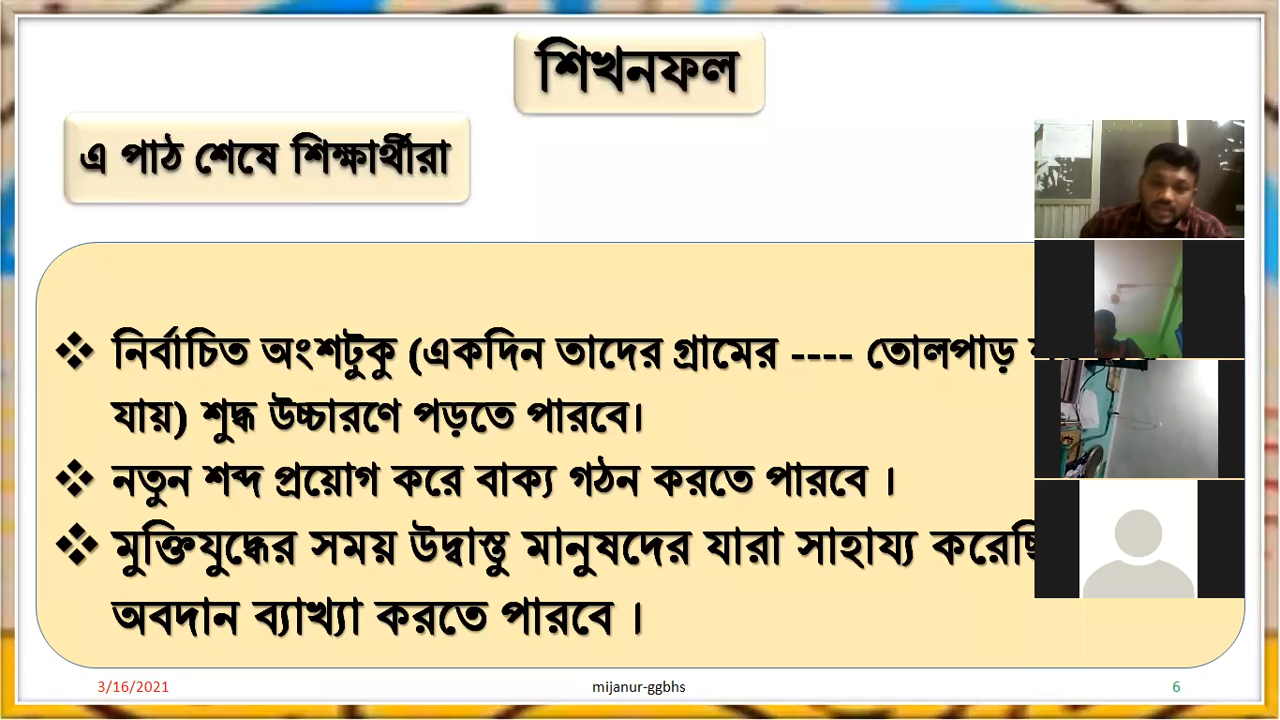 শিখনফল
এ পাঠ শেষে শিক্ষার্থীরা
❖ নির্বাচিত অংশটুকু (একদিন তাদের গ্রামের ---- তোলপাড়
যায়) শুদ্ধ উচ্চারণে পড়তে পারবে।
❖ নতুন শব্দ প্রয়োগ করে বাক্য গঠন করতে পারবে ।
❖ মুক্তিযুদ্ধের সময় উদ্বাস্তু মানুষদের যারা সাহায্য
অবদান ব্যাখ্যা করতে পারবে ।
3/16/2021
mijanur-ggbhs
6